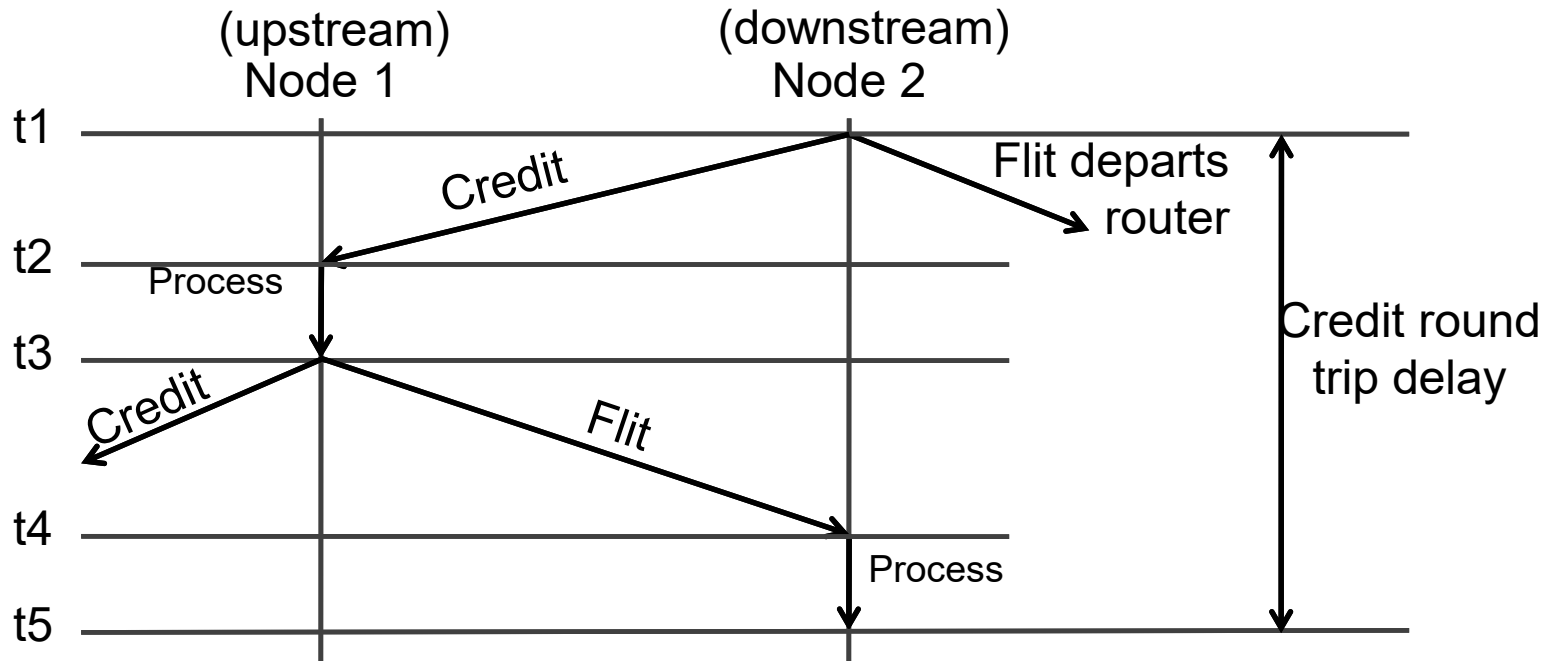 (upstream)
Node 1
(downstream)
Node 2
t1
Flit departs
router
Credit
t2
Process
Credit round
trip delay
t3
Credit
Flit
t4
Process
t5